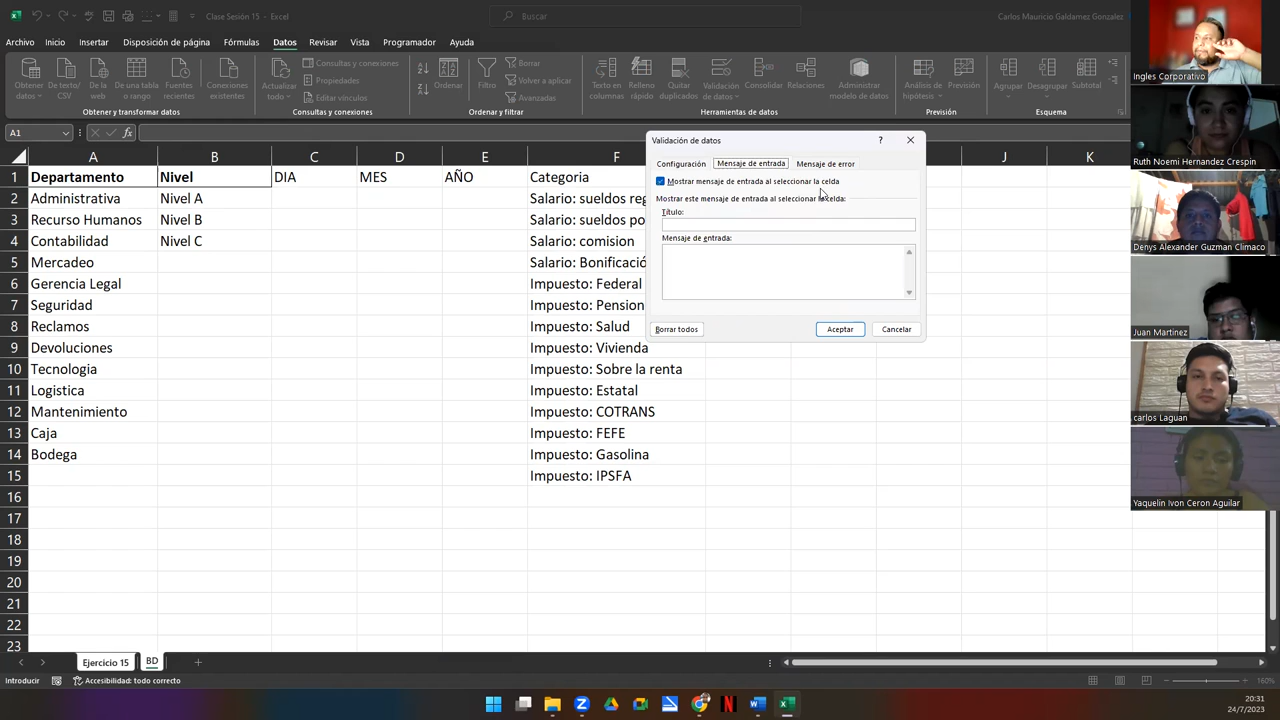 Clase Sesión 15 - Excel
Buscar
Carlos Mauricio Galdamez Gonzalez
Archivo Inicio Insertar Disposición de página Fórmulas Datos Revisar Vista Programador Ayuda
Obtener datos
De text/CSV
De la web
De una tabla o rango
Fuentes recientes
Conexiones existentes
Obtener y transformar datos
Actualizar todo
Consultas y conexiones
Propiedades
Editar vínculos
Consultas y conexiones
Ordenar
Filtro
Borrar
Volver a aplicar
Avanzadas
Ordenar y filtrar
Texto en columnas
Relleno rápido
Quitar duplicados
Validación de datos
Consolidar
Relaciones
Administrar modelo de datos
Herramientas de datos
Análisis de hipótesis
Previsión
Previsión
Agrupar
Desagrupar
Subtotal
Esquema
A1
fx
A B C D E F J K
1 Departamento Nivel DIA MES AÑO Categoria
2 Administrativa Nivel A Salario: sueldos reg
3 Recurso Humanos Nivel B Salario: sueldos po
4 Contabilidad Nivel C Salario: comision
5 Mercadeo Salario: Bonificació
6 Gerencia Legal Impuesto: Federal
7 Seguridad Impuesto: Pension
8 Reclamos Impuesto: Salud
9 Devoluciones Impuesto: Vivienda
10 Tecnologia Impuesto: Sobre la renta
11 Logistica Impuesto: Estatal
12 Mantenimiento Impuesto: COTRANS
13 Caja Impuesto: FEFE
14 Bodega Impuesto: Gasolina
15 Impuesto: IPSFA
16
17
18
19
20
21
22
23
Validación de datos
?
Configuración Mensaje de entrada Mensaje de error
Mostrar mensaje de entrada al seleccionar la celda
Mostrar este mensaje de entrada al seleccionar la celda:
Título:
Mensaje de entrada:
Borrar todos Aceptar Cancelar
Ingles Corporativo
Ruth Noemi Hernandez Crespin
Denys Alexander Guzman Climaco
Juan Martinez
carlos Laguan
Yaquelin Ivon Ceron Aguilar
Ejercicio 15 BD
Introducir
Accesibilidad: todo correcto
160%
20:31
24/7/2023